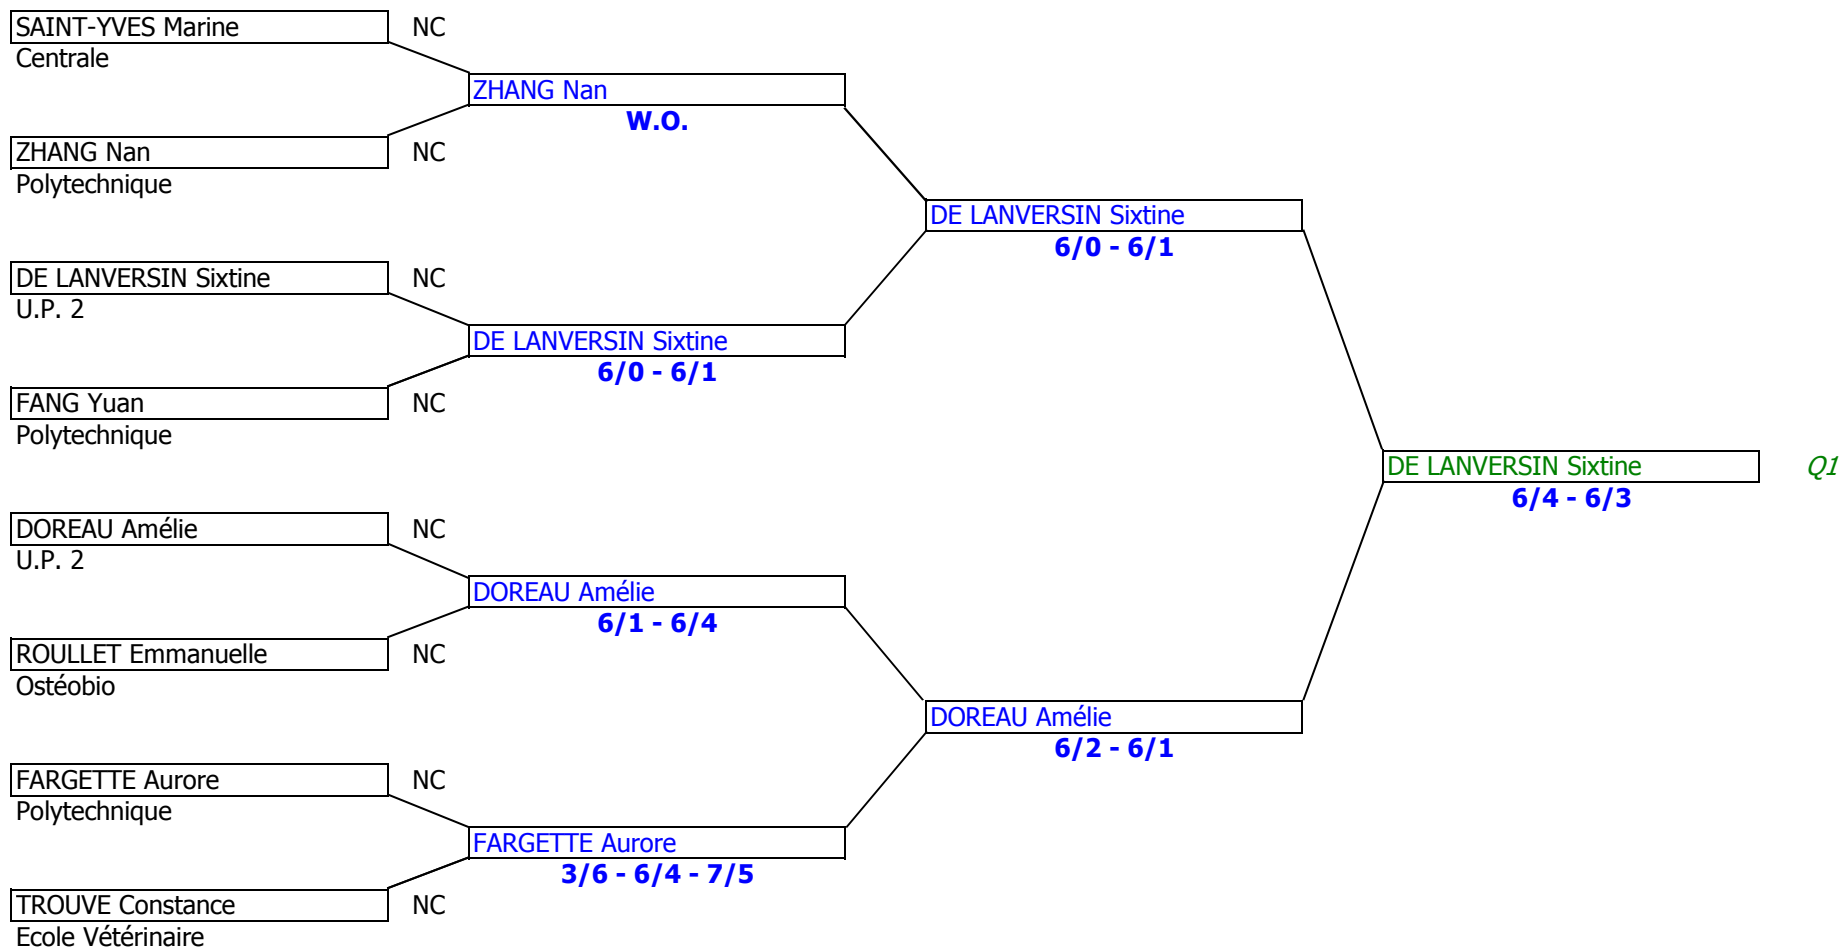 SAINT-YVES Marine NC
Centrale
ZHANG Nan
W.O.
ZHANG Nan NC
Polytechnique
DE LANVERSIN Sixtine
6/0 - 6/1
DE LANVERSIN Sixtine NC
U.P. 2
DE LANVERSIN Sixtine
6/0 - 6/1
FANG Yuan NC
Polytechnique
DE LANVERSIN Sixtine Q1
6/4 - 6/3
DOREAU Amélie NC
U.P. 2
DOREAU Amélie
6/1 - 6/4
ROULLET Emmanuelle NC
Ostéobio
DOREAU Amélie
6/2 - 6/1
FARGETTE Aurore NC
Polytechnique
FARGETTE Aurore
3/6 - 6/4 - 7/5
TROUVE Constance NC
Ecole Vétérinaire